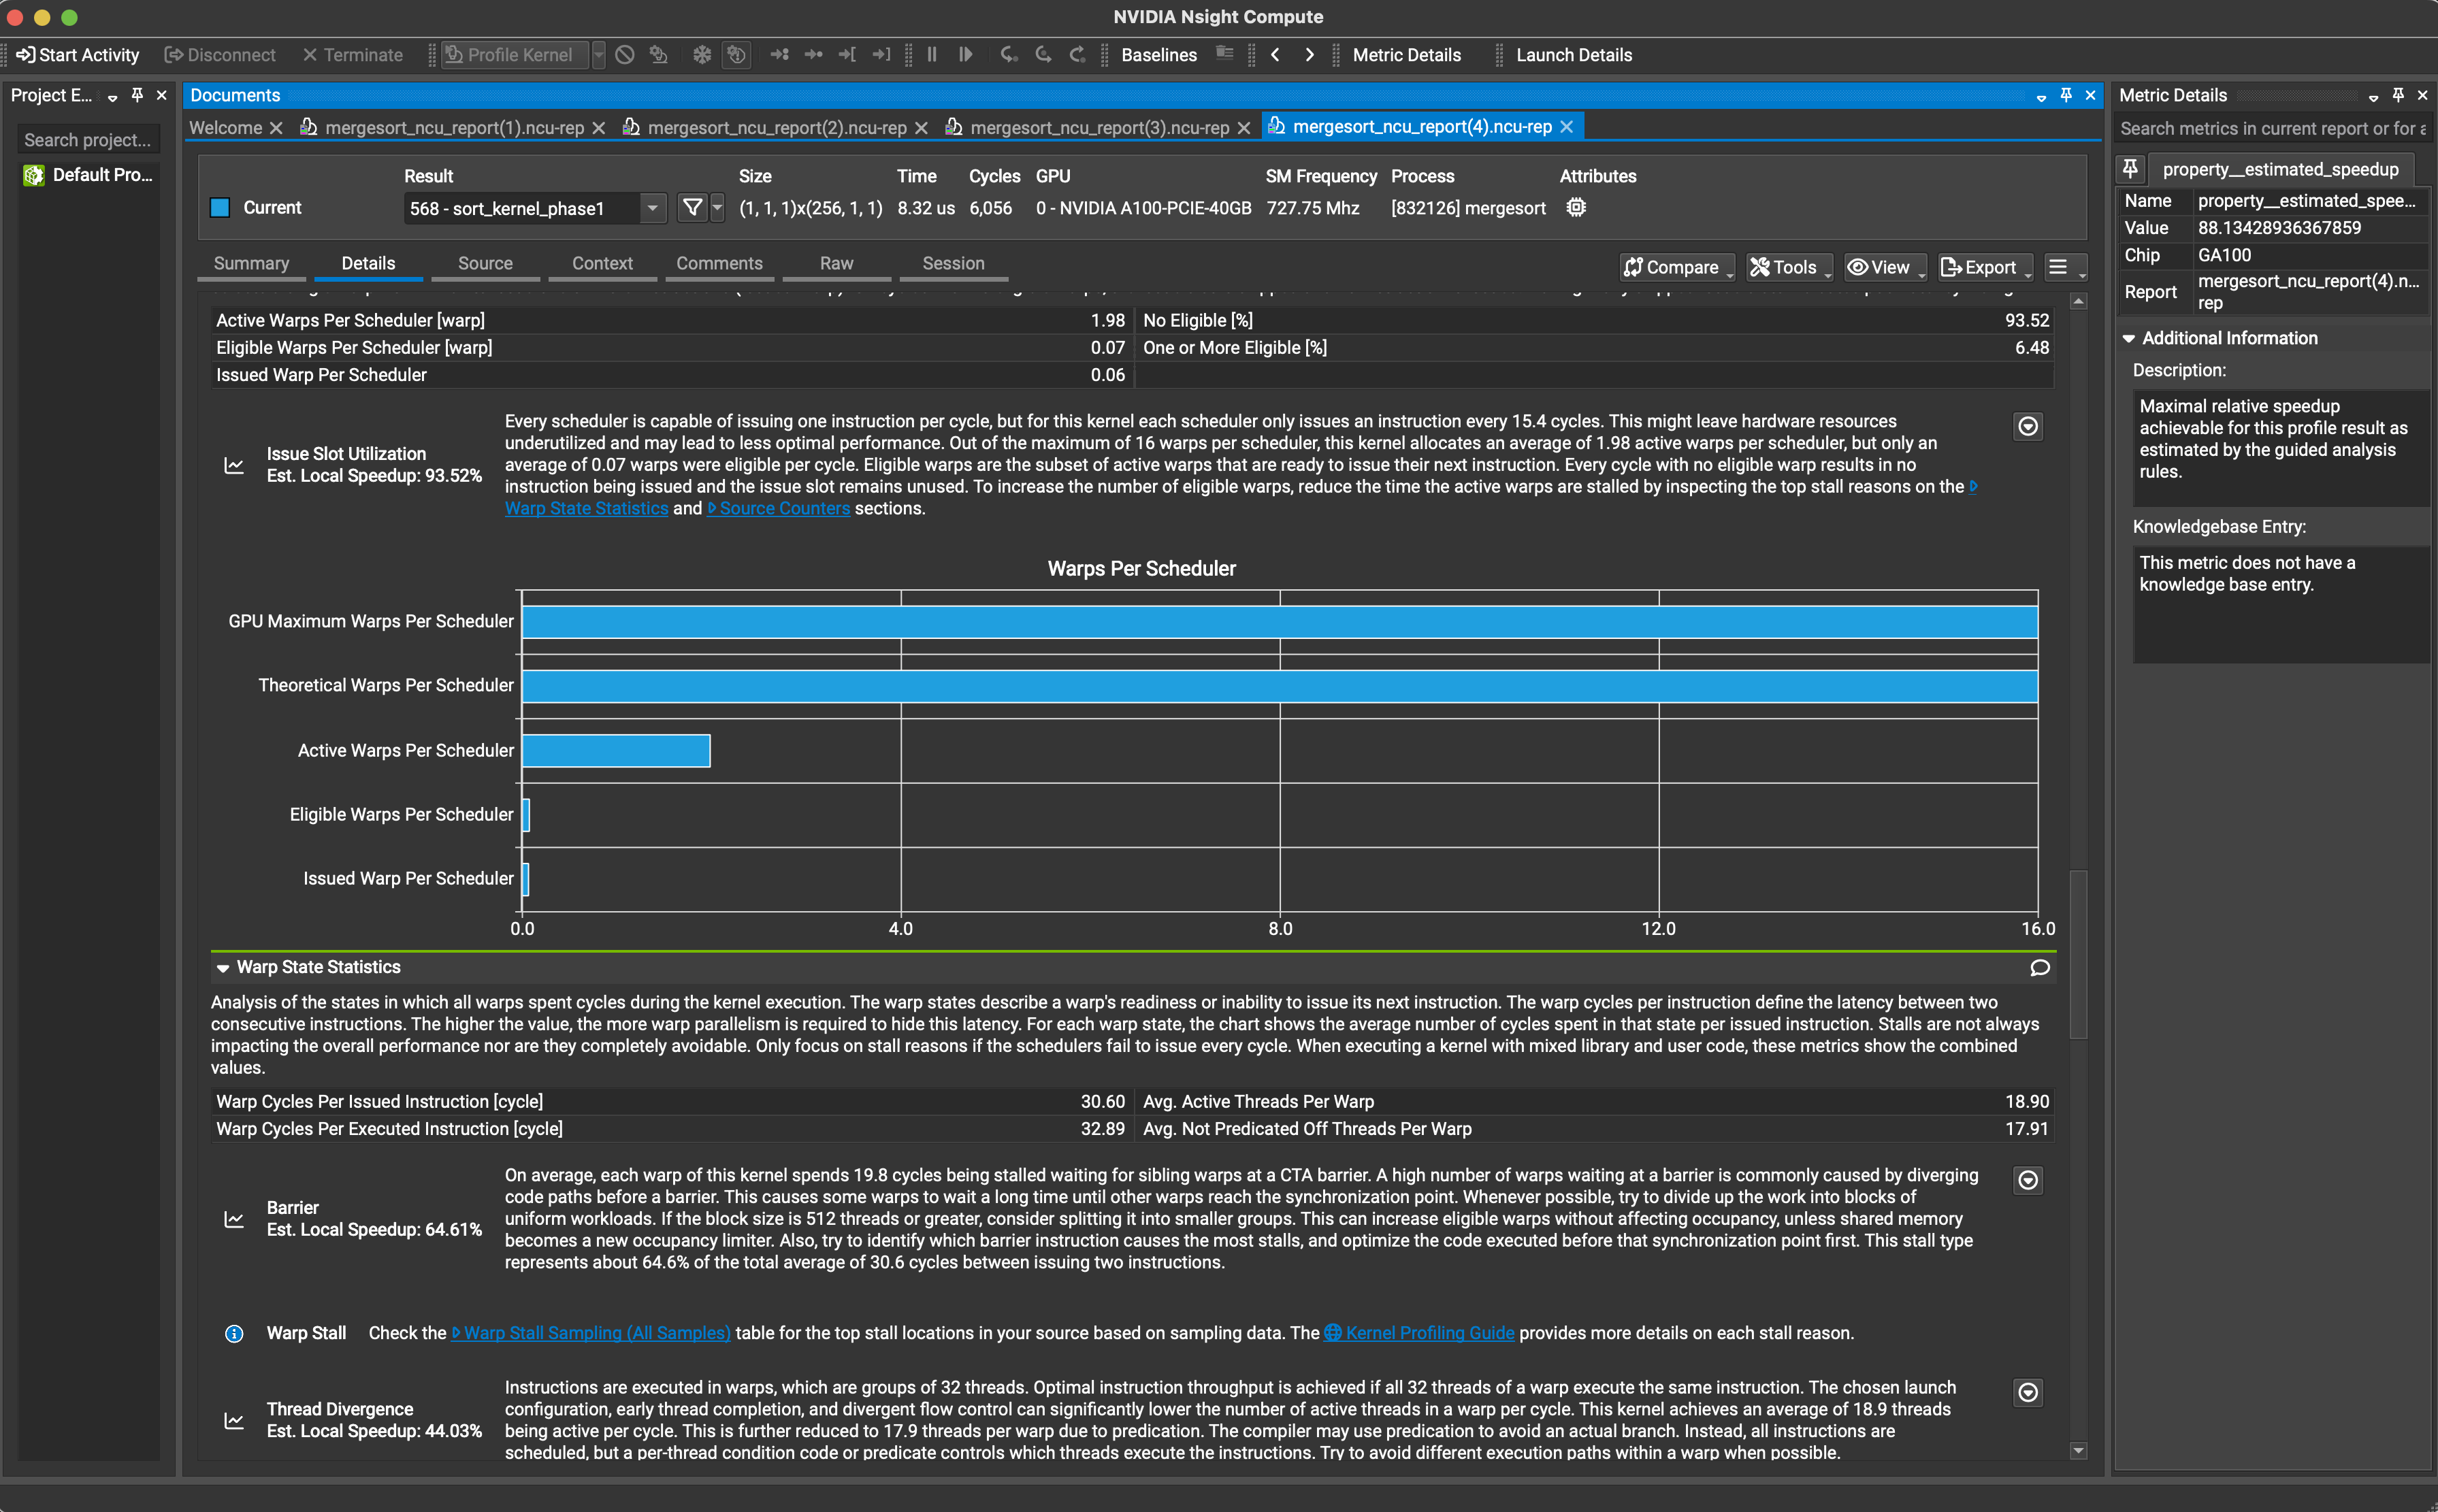 NVIDIA Nsight Compute
Start Activity Disconnect Terminate Profile Kernel Baselines Metric Details Launch Details
Project E...
Search project...
Default Pro...
Documents
Welcome mergesort_ncu_report(1).ncu-rep mergesort_ncu_report(2).ncu-rep mergesort_ncu_report(3).ncu-rep mergesort_ncu_report(4).ncu-rep
Result Size Time Cycles GPU SM Frequency Process Attributes
Current 568 - sort_kernel_phase1 (1, 1, 1)x(256, 1, 1) 8.32 us 6,056 0 - NVIDIA A100-PCIE-40GB 727.75 Mhz [832126] mergesort
Summary Details Source Context Comments Raw Session Compare Tools View Export
Active Warps Per Scheduler [warp] 1.98 No Eligible [%] 93.52
Eligible Warps Per Scheduler [warp] 0.07 One or More Eligible [%] 6.48
Issued Warp Per Scheduler 0.06
Issue Slot Utilization
Est. Local Speedup: 93.52%
Every scheduler is capable of issuing one instruction per cycle, but for this kernel each scheduler only issues an instruction every 15.4 cycles. This might leave hardware resources
underutilized and may lead to less optimal performance. Out of the maximum of 16 warps per scheduler, this kernel allocates an average of 1.98 active warps per scheduler, but only an
average of 0.07 warps were eligible per cycle. Eligible warps are the subset of active warps that are ready to issue their next instruction. Every cycle with no eligible warp results in no
instruction being issued and the issue slot remains unused. To increase the number of eligible warps, reduce the time the active warps are stalled by inspecting the top stall reasons on the
Warp State Statistics and Source Counters sections.
Warps Per Scheduler
GPU Maximum Warps Per Scheduler
Theoretical Warps Per Scheduler
Active Warps Per Scheduler
Eligible Warps Per Scheduler
Issued Warp Per Scheduler
0.0 4.0 8.0 12.0 16.0
Warp State Statistics
Analysis of the states in which all warps spent cycles during the kernel execution. The warp states describe a warp's readiness or inability to issue its next instruction. The warp cycles per instruction define the latency between two
consecutive instructions. The higher the value, the more warp parallelism is required to hide this latency. For each warp state, the chart shows the average number of cycles spent in that state per issued instruction. Stalls are not always
impacting the overall performance nor are they completely avoidable. Only focus on stall reasons if the schedulers fail to issue every cycle. When executing a kernel with mixed library and user code, these metrics show the combined
values.
Warp Cycles Per Issued Instruction [cycle] 30.60 Avg. Active Threads Per Warp 18.90
Warp Cycles Per Executed Instruction [cycle] 32.89 Avg. Not Predicated Off Threads Per Warp 17.91
Barrier
Est. Local Speedup: 64.61%
On average, each warp of this kernel spends 19.8 cycles being stalled waiting for sibling warps at a CTA barrier. A high number of warps waiting at a barrier is commonly caused by diverging
code paths before a barrier. This causes some warps to wait a long time until other warps reach the synchronization point. Whenever possible, try to divide up the work into blocks of
uniform workloads. If the block size is 512 threads or greater, consider splitting it into smaller groups. This can increase eligible warps without affecting occupancy, unless shared memory
becomes a new occupancy limiter. Also, try to identify which barrier instruction causes the most stalls, and optimize the code executed before that synchronization point first. This stall type
represents about 64.6% of the total average of 30.6 cycles between issuing two instructions.
Warp Stall Check the Warp Stall Sampling (All Samples) table for the top stall locations in your source based on sampling data. The Kernel Profiling Guide provides more details on each stall reason.
Thread Divergence
Est. Local Speedup: 44.03%
Instructions are executed in warps, which are groups of 32 threads. Optimal instruction throughput is achieved if all 32 threads of a warp execute the same instruction. The chosen launch
configuration, early thread completion, and divergent flow control can significantly lower the number of active threads in a warp per cycle. This kernel achieves an average of 18.9 threads
being active per cycle. This is further reduced to 17.9 threads per warp due to predication. The compiler may use predication to avoid an actual branch. Instead, all instructions are
scheduled, but a per-thread condition code or predicate controls which threads execute the instructions. Try to avoid different execution paths within a warp when possible.
Metric Details
Search metrics in current report or for a
property__estimated_speedup
Name property__estimated_spee...
Value 88.13428936367859
Chip GA100
Report mergesort_ncu_report(4).n...
rep
Additional Information
Description:
Maximal relative speedup
achievable for this profile result as
estimated by the guided analysis
rules.
Knowledgebase Entry:
This metric does not have a
knowledge base entry.